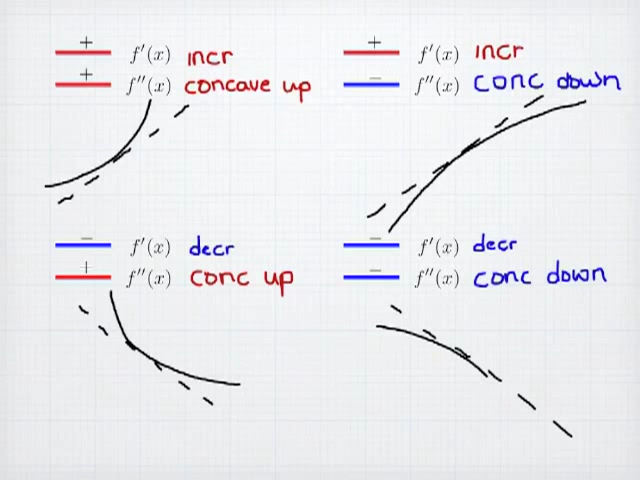 + f′(x) incr
+ f″(x) concave up
+ f′(x) incr
− f″(x) conc down
− f′(x) decr
+ f″(x) conc up
− f′(x) decr
− f″(x) conc down